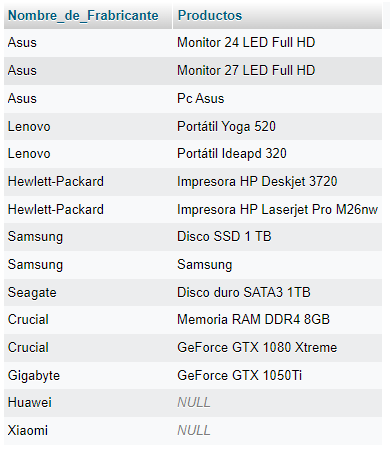 Nombre_de_Frabricante Productos
Asus Monitor 24 LED Full HD
Asus Monitor 27 LED Full HD
Asus Pc Asus
Lenovo Portátil Yoga 520
Lenovo Portátil Ideapd 320
Hewlett-Packard Impresora HP Deskjet 3720
Hewlett-Packard Impresora HP Laserjet Pro M26nw
Samsung Disco SSD 1 TB
Samsung Samsung
Seagate Disco duro SATA3 1TB
Crucial Memoria RAM DDR4 8GB
Crucial GeForce GTX 1080 Xtreme
Gigabyte GeForce GTX 1050Ti
Huawei NULL
Xiaomi NULL